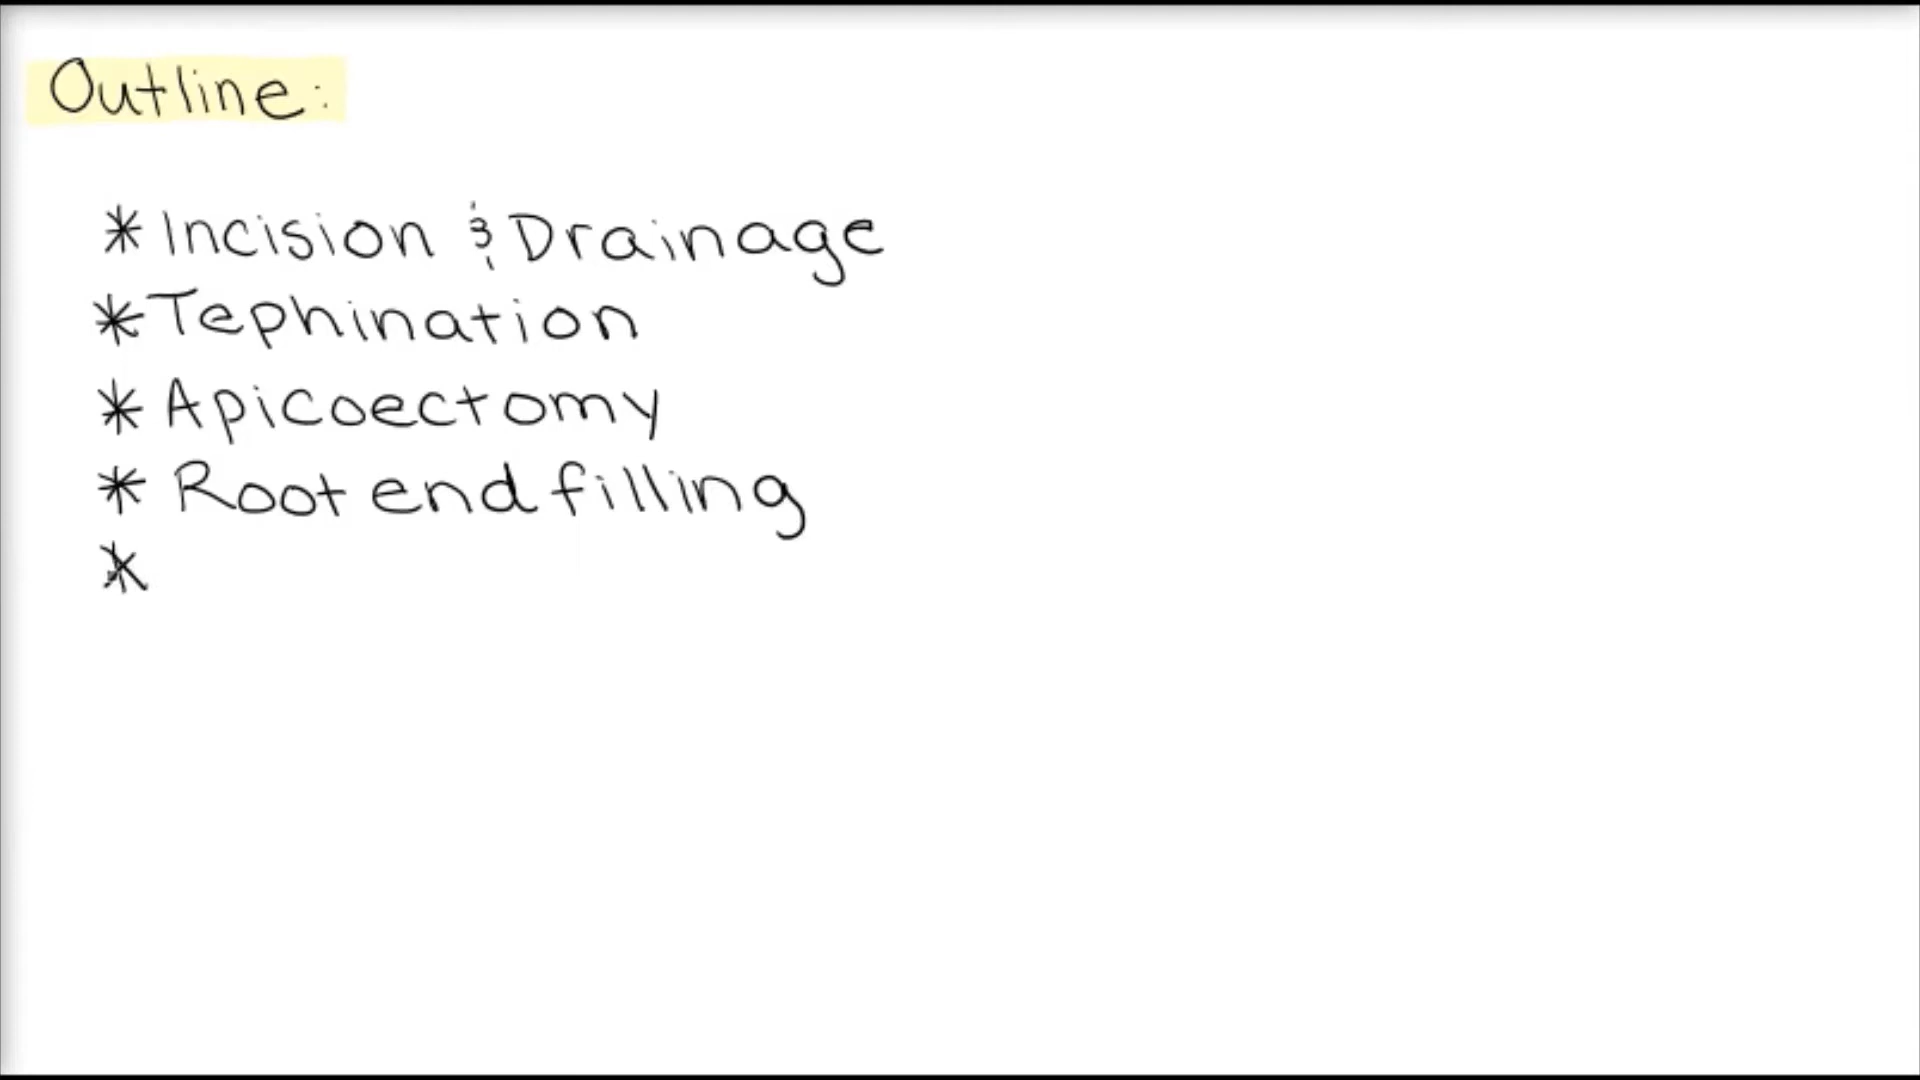 Outline:
* Incision & Drainage
* Tephination
* Apicoectomy
* Root end filling
*